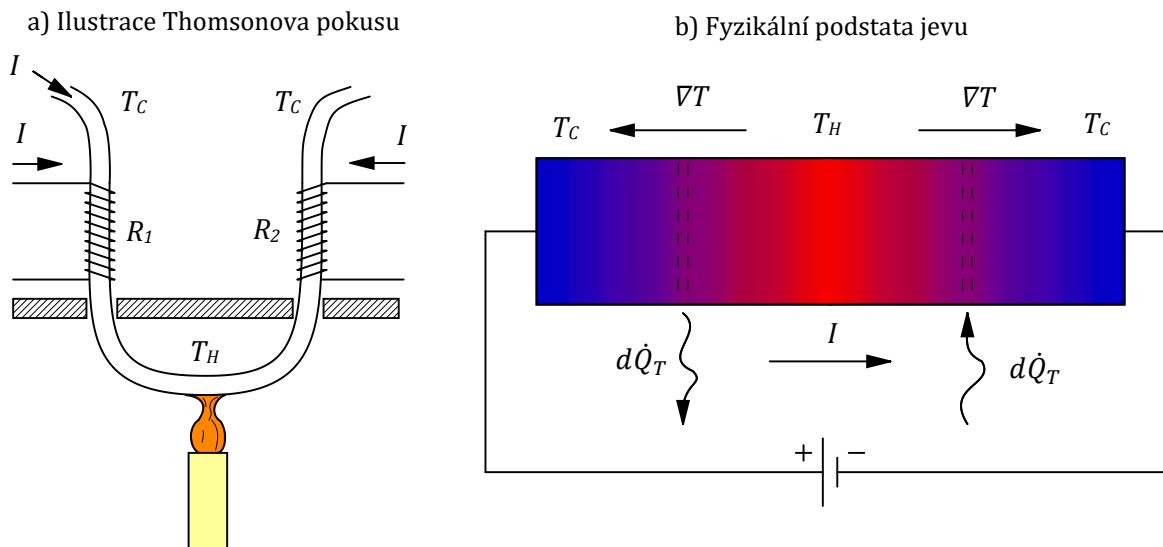 a) Ilustrace Thomsonova pokusu
I
T_C
T_C
I
I
R_1
R_2
T_H
b) Fyzikální podstata jevu
∇T
∇T
T_C
T_H
T_C
I
dQ̇_T
dQ̇_T
+
−